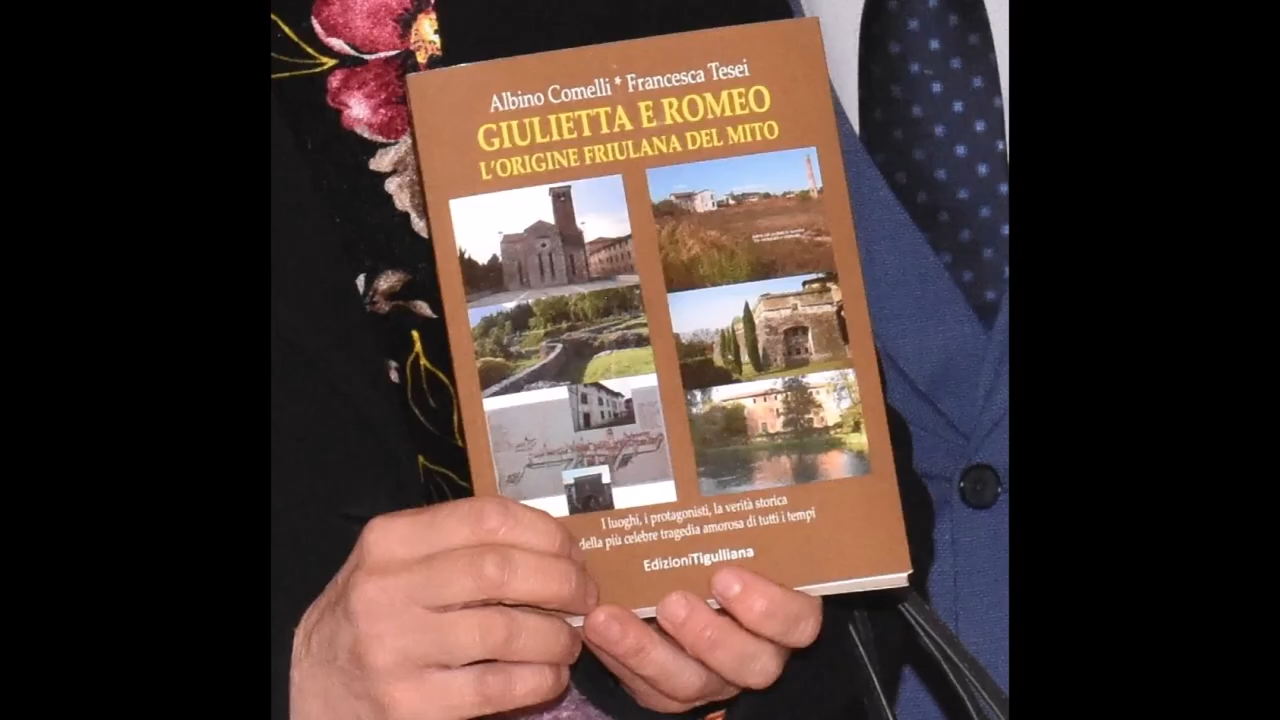 Albino Comelli * Francesca Tesei
GIULIETTA E ROMEO
L'ORIGINE FRIULANA DEL MITO
I luoghi, i protagonisti, la verità storica
della più celebre tragedia amorosa di tutti i tempi
EdizioniTigulliana